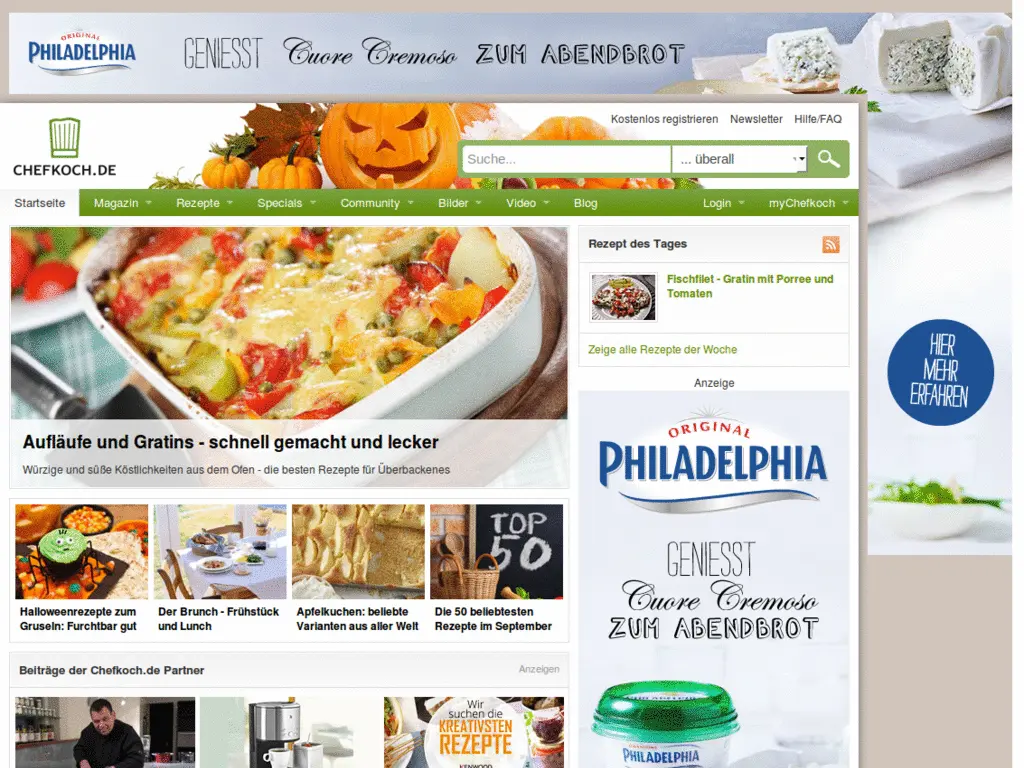 ORIGINAL
PHILADELPHIA
GENIESST Cuore Cremoso ZUM ABENDBROT
Kostenlos registrieren Newsletter Hilfe/FAQ
CHEFKOCH.DE
Suche... ... überall
Startseite Magazin Rezepte Specials Community Bilder Video Blog Login myChefkoch
Rezept des Tages
Fischfilet - Gratin mit Porree und
Tomaten
Zeige alle Rezepte der Woche
Anzeige
HIER
MEHR
ERFAHREN
Aufläufe und Gratins - schnell gemacht und lecker
Würzige und süße Köstlichkeiten aus dem Ofen - die besten Rezepte für Überbackenes
ORIGINAL
PHILADELPHIA
GENIESST
Cuore Cremoso
ZUM ABENDBROT
TOP
50
Halloweenrezepte zum
Gruseln: Furchtbar gut
Der Brunch - Frühstück
und Lunch
Apfelkuchen: beliebte
Varianten aus aller Welt
Die 50 beliebtesten
Rezepte im September
Beiträge der Chefkoch.de Partner Anzeigen
Wir
suchen die
KREATIVSTEN
REZEPTE
KENWOOD
PHILADELPHIA